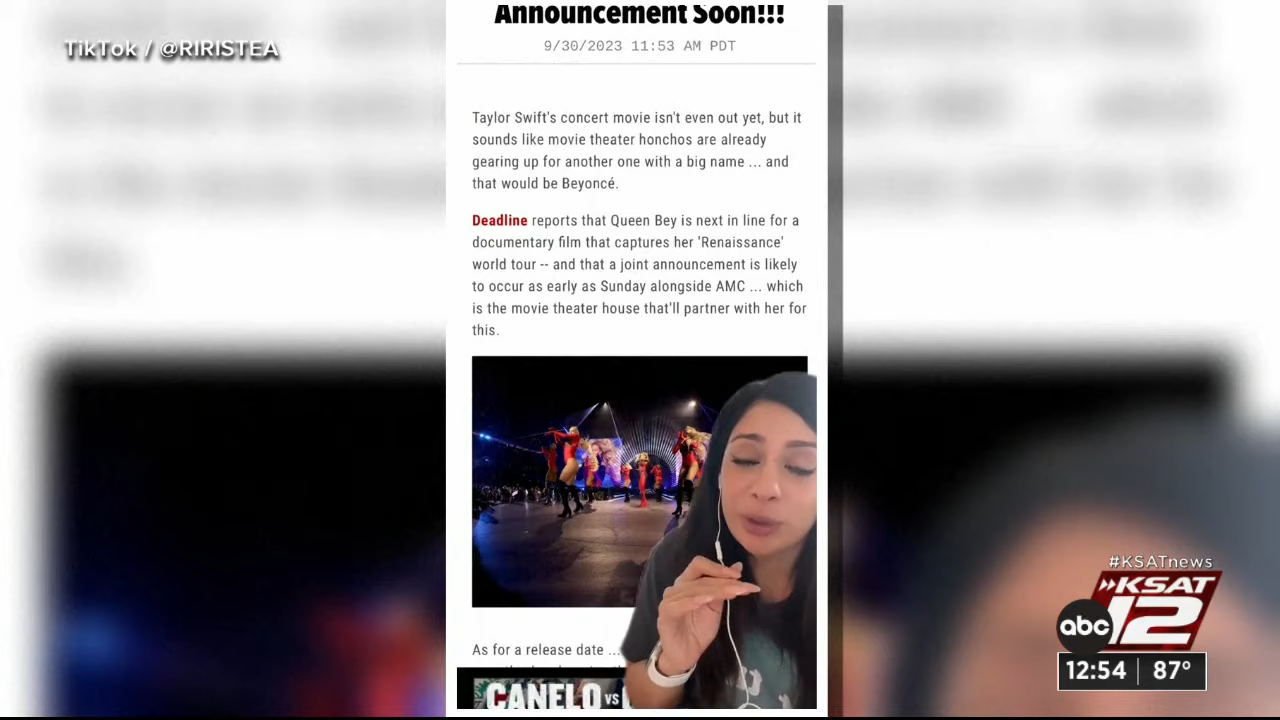 Announcement Soon!!!
TikTok / @RIRISTEA
9/30/2023 11:53 AM PDT
Taylor Swift's concert movie isn't even out yet, but it
sounds like movie theater honchos are already
gearing up for another one with a big name ... and
that would be Beyoncé.
Deadline reports that Queen Bey is next in line for a
documentary film that captures her 'Renaissance'
world tour -- and that a joint announcement is likely
to occur as early as Sunday alongside AMC ... which
is the movie theater house that'll partner with her for
this.
As for a release date ...
CANELO VS
#KSATnews
KSAT
abc 12
12:54 87°